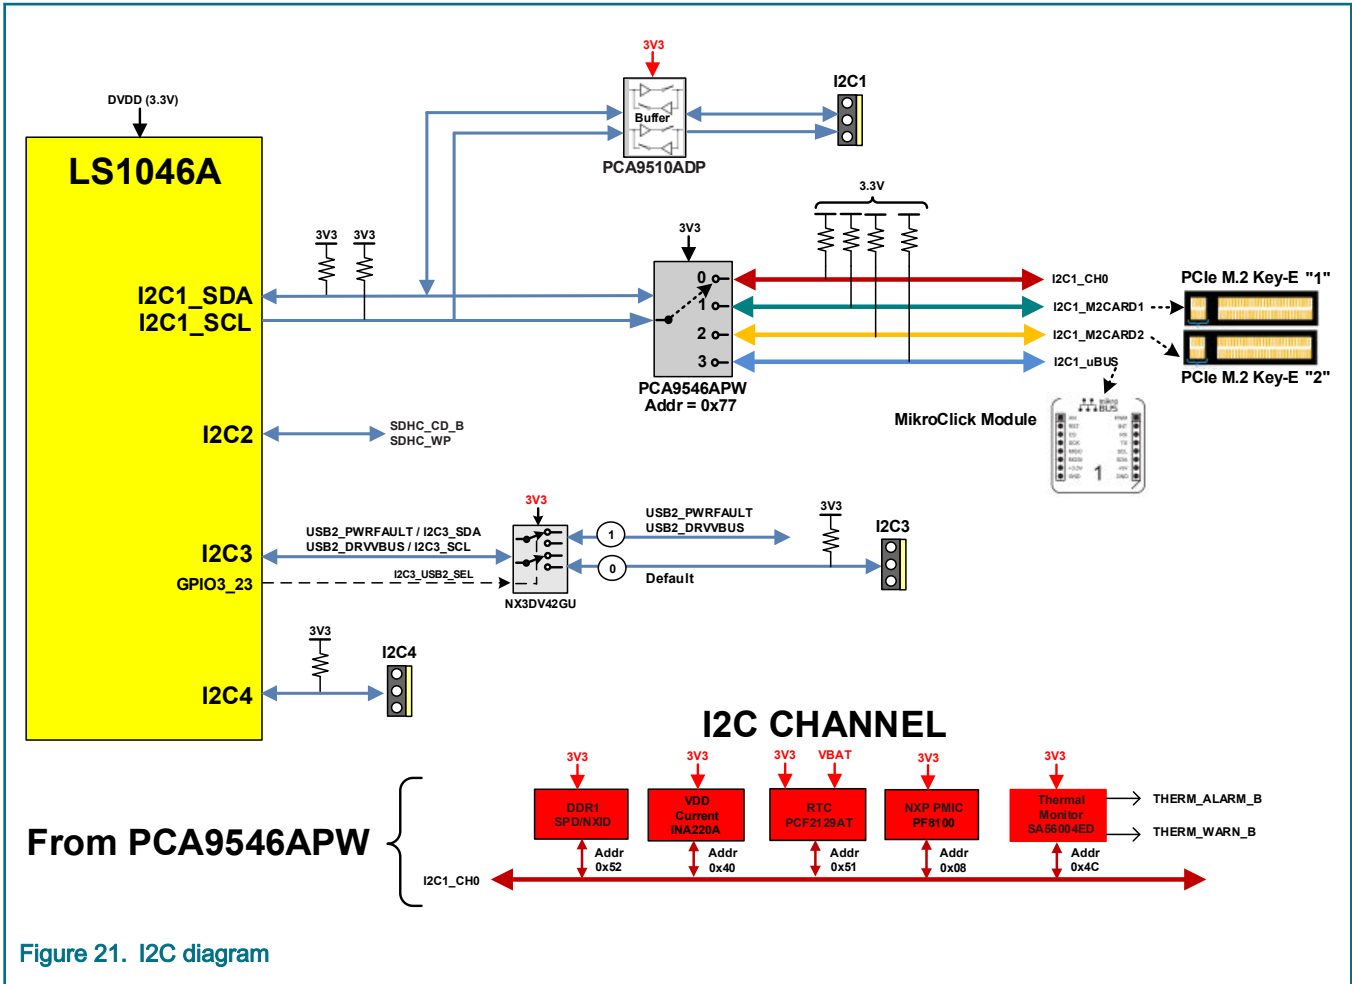 3V3
I2C1
DVDD (3.3V)
Buffer
LS1046A
PCA9510ADP
3.3V
3V3
3V3
3V3
0
I2C1_CH0
PCIe M.2 Key-E "1"
I2C1_SDA
1
I2C1_M2CARD1
I2C1_SCL
2
I2C1_M2CARD2
3
I2C1_uBUS
PCIe M.2 Key-E "2"
PCA9546APW
Addr = 0x77
mikro
BUS
MikroClick Module
1
I2C2
SDHC_CD_B
SDHC_WP
3V3
USB2_PWRFAULT
USB2_DRVVBUS
3V3
I2C3
USB2_PWRFAULT / I2C3_SDA
1
USB2_DRVVBUS / I2C3_SCL
I2C3
0
Default
GPIO3_23
I2C3_USB2_SEL
NX3DV42GU
3V3
I2C4
I2C4
I2C CHANNEL
3V3
3V3
3V3
VBAT
3V3
3V3
DDR1
SPD/NXID
VDD
Current
INA220A
RTC
PCF2129AT
NXP PMIC
PF8100
Thermal
Monitor
SA56004ED
THERM_ALARM_B
THERM_WARN_B
From PCA9546APW
Addr
0x52
Addr
0x40
Addr
0x51
Addr
0x08
Addr
0x4C
I2C1_CH0
Figure 21. I2C diagram